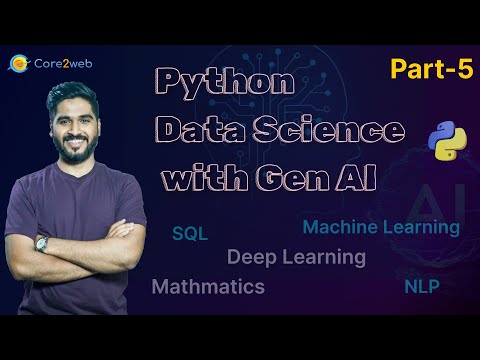 Core2web
Part-5
Python
Data Science
with Gen AI
AI
SQL
Machine Learning
Deep Learning
Mathmatics
NLP